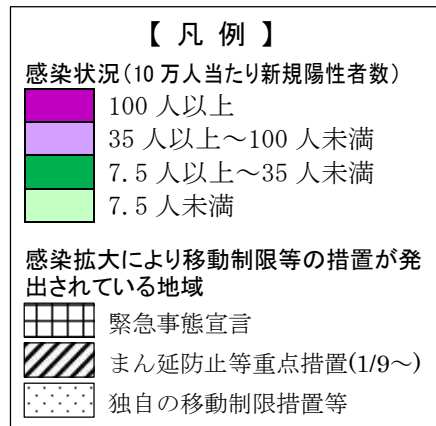 【 凡 例 】
感染状況(10 万人当たり新規陽性者数)
100 人以上
35 人以上～100 人未満
7.5 人以上～35 人未満
7.5 人未満
感染拡大により移動制限等の措置が発
出されている地域
緊急事態宣言
まん延防止等重点措置(1/9～)
独自の移動制限措置等